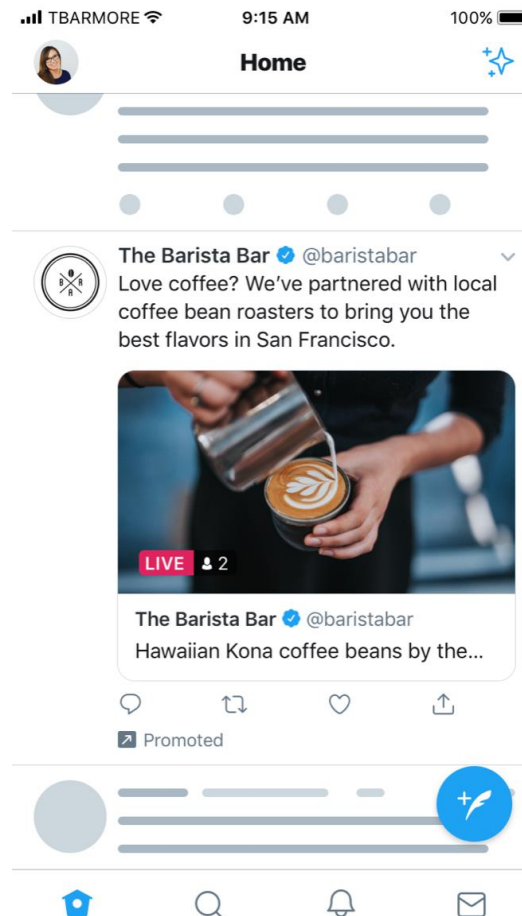 TBARMORE 9:15 AM 100%
Home
The Barista Bar @baristabar
Love coffee? We’ve partnered with local
coffee bean roasters to bring you the
best flavors in San Francisco.
B R
A
LIVE 2
The Barista Bar @baristabar
Hawaiian Kona coffee beans by the...
Promoted